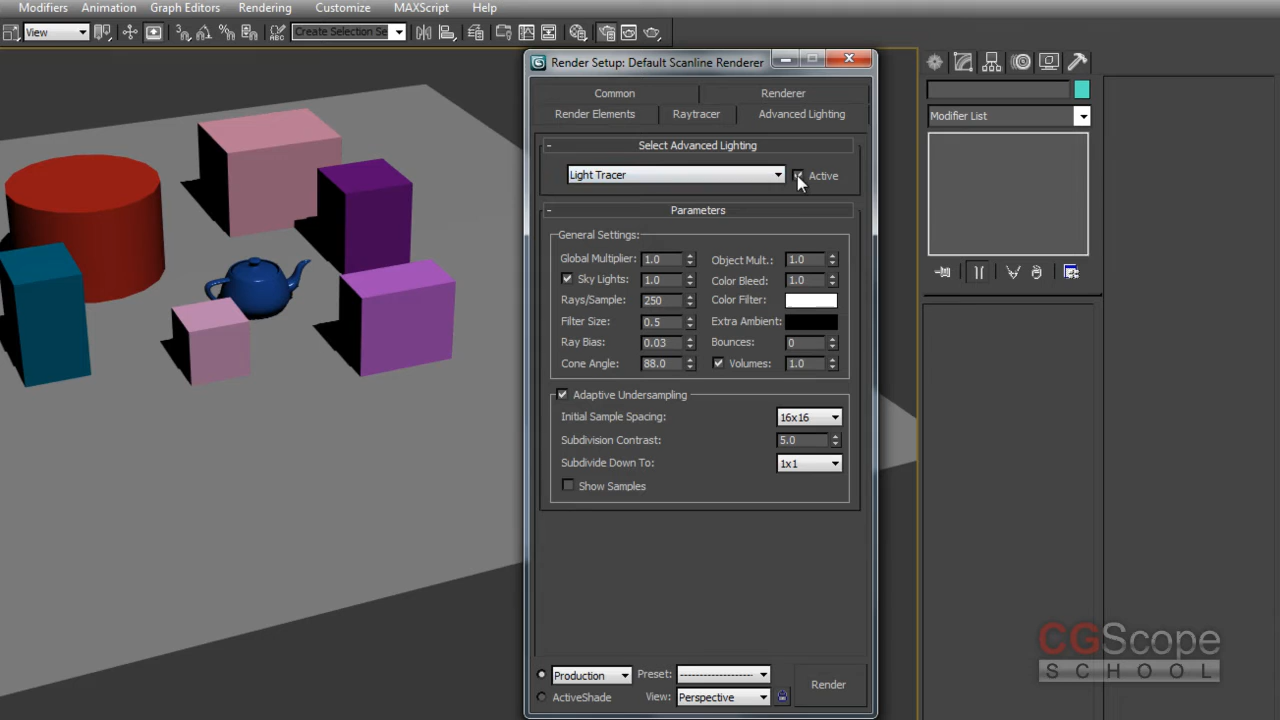 Modifiers Animation Graph Editors Rendering Customize MAXScript Help
View Create Selection Se
Render Setup: Default Scanline Renderer
Common Renderer
Render Elements Raytracer Advanced Lighting
- Select Advanced Lighting
Light Tracer Active
- Parameters
General Settings:
Global Multiplier: 1.0 Object Mult.: 1.0
Sky Lights: 1.0 Color Bleed: 1.0
Rays/Sample: 250 Color Filter:
Filter Size: 0.5 Extra Ambient:
Ray Bias: 0.03 Bounces: 0
Cone Angle: 88.0 Volumes: 1.0
Adaptive Undersampling
Initial Sample Spacing: 16x16
Subdivision Contrast: 5.0
Subdivide Down To: 1x1
Show Samples
Production Preset: -------------------
ActiveShade View: Perspective
Render
Modifier List
CGScope
SCHOOL